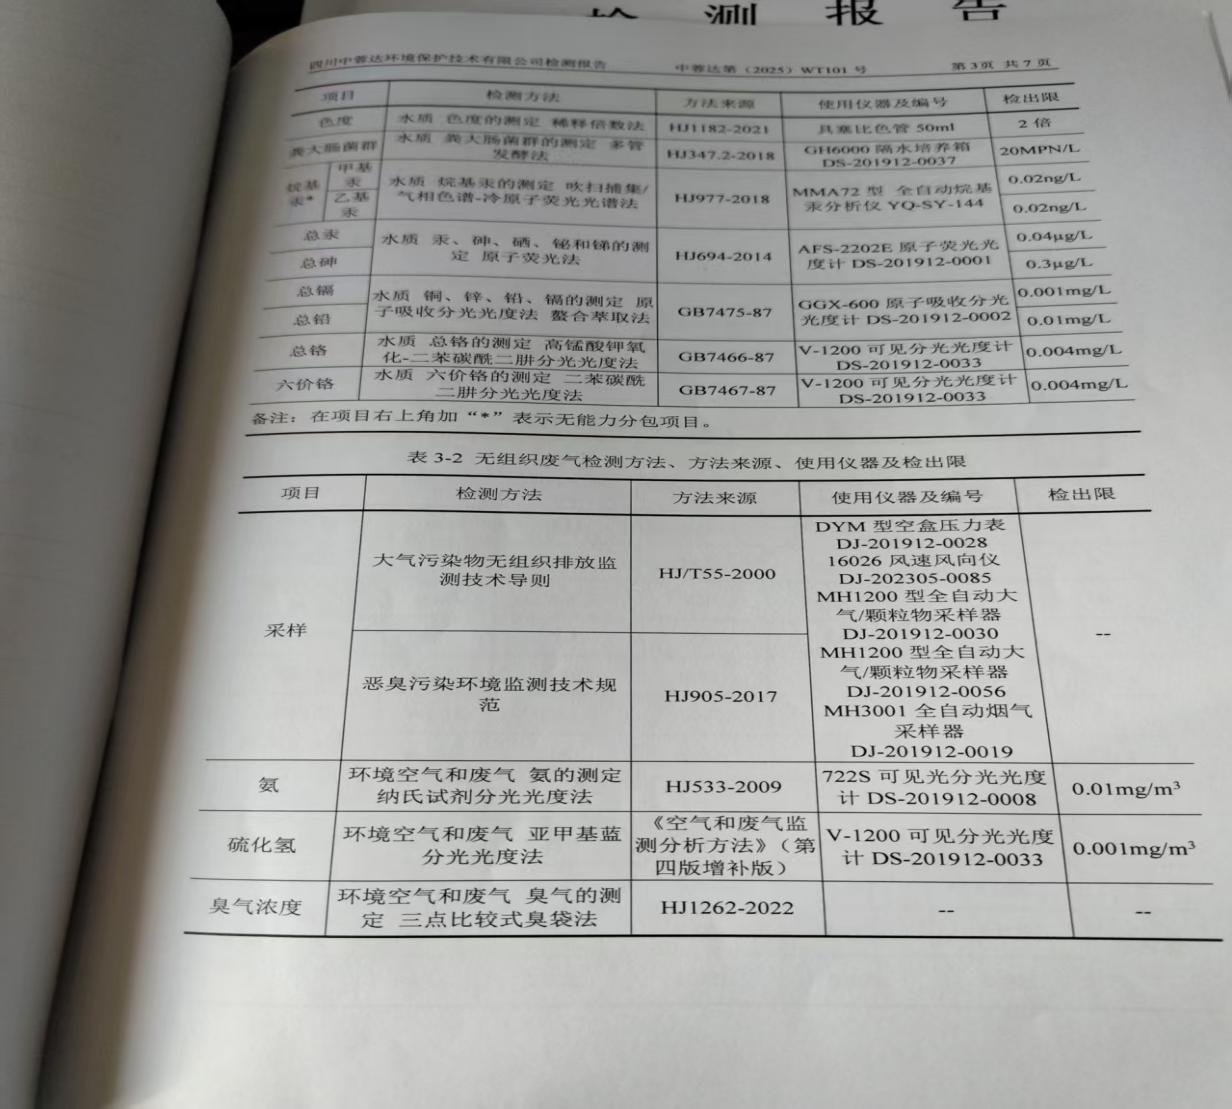 检测报告
四川中蓉达环境保护技术有限公司检测报告 中蓉达第（2025）WT101 号 第 3 页 共 7 页
项目 检测方法 方法来源 使用仪器及编号 检出限
色度 水质 色度的测定 稀释倍数法 HJ1182-2021 具塞比色管 50ml 2 倍
粪大肠菌群 水质 粪大肠菌群的测定 多管 HJ347.2-2018 GH6000 隔水培养箱 20MPN/L
发酵法 DS-201912-0037
烷基 甲基 水质 烷基汞的测定 吹扫捕集/ HJ977-2018 MMA72 型 全自动烷基 0.02ng/L
汞* 汞 气相色谱-冷原子荧光光谱法 汞分析仪 YQ-SY-144
乙基 0.02ng/L
汞
总汞 水质 汞、砷、硒、铋和锑的测 HJ694-2014 AFS-2202E 原子荧光光 0.04μg/L
总砷 定 原子荧光法 度计 DS-201912-0001 0.3μg/L
总镉 水质 铜、锌、铅、镉的测定 原 GB7475-87 GGX-600 原子吸收分光 0.001mg/L
总铅 子吸收分光光度法 螯合萃取法 光度计 DS-201912-0002 0.01mg/L
总铬 水质 总铬的测定 高锰酸钾氧 GB7466-87 V-1200 可见分光光度计 0.004mg/L
化-二苯碳酰二肼分光光度法 DS-201912-0033
六价铬 水质 六价铬的测定 二苯碳酰 GB7467-87 V-1200 可见分光光度计 0.004mg/L
二肼分光光度法 DS-201912-0033
备注：在项目右上角加“*”表示无能力分包项目。
表 3-2 无组织废气检测方法、方法来源、使用仪器及检出限
项目 检测方法 方法来源 使用仪器及编号 检出限
采样 大气污染物无组织排放监 HJ/T55-2000 DYM 型空盒压力表 --
测技术导则 DJ-201912-0028
16026 风速风向仪
DJ-202305-0085
MH1200 型全自动大
气/颗粒物采样器
DJ-201912-0030
恶臭污染环境监测技术规 HJ905-2017 MH1200 型全自动大
范 气/颗粒物采样器
DJ-201912-0056
MH3001 全自动烟气
采样器
DJ-201912-0019
氨 环境空气和废气 氨的测定 HJ533-2009 722S 可见光分光光度 0.01mg/m³
纳氏试剂分光光度法 计 DS-201912-0008
硫化氢 环境空气和废气 亚甲基蓝 《空气和废气监 V-1200 可见分光光度 0.001mg/m³
分光光度法 测分析方法》（第 计 DS-201912-0033
四版增补版）
臭气浓度 环境空气和废气 臭气的测 HJ1262-2022 -- --
定 三点比较式臭袋法